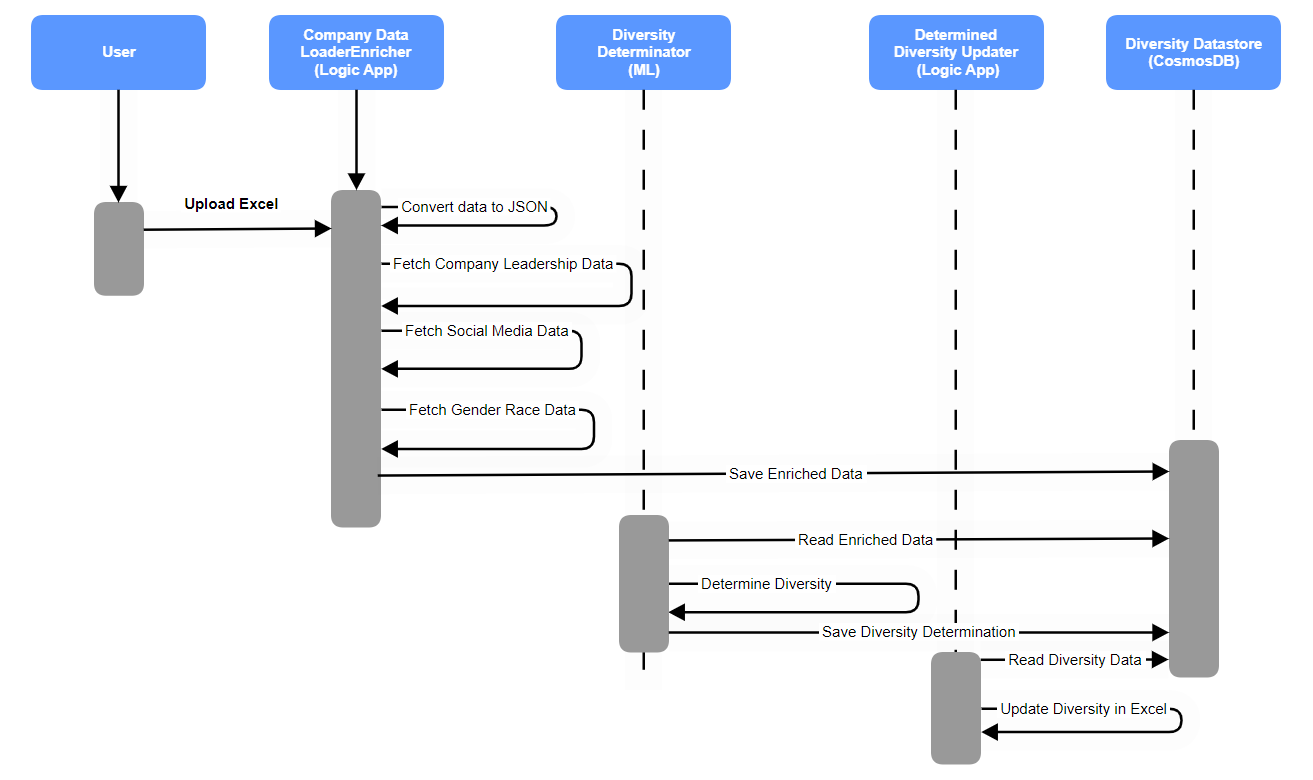 User
Company Data
LoaderEnricher
(Logic App)
Diversity
Determinator
(ML)
Determined
Diversity Updater
(Logic App)
Diversity Datastore
(CosmosDB)
Upload Excel
Convert data to JSON
Fetch Company Leadership Data
Fetch Social Media Data
Fetch Gender Race Data
Save Enriched Data
Read Enriched Data
Determine Diversity
Save Diversity Determination
Read Diversity Data
Update Diversity in Excel